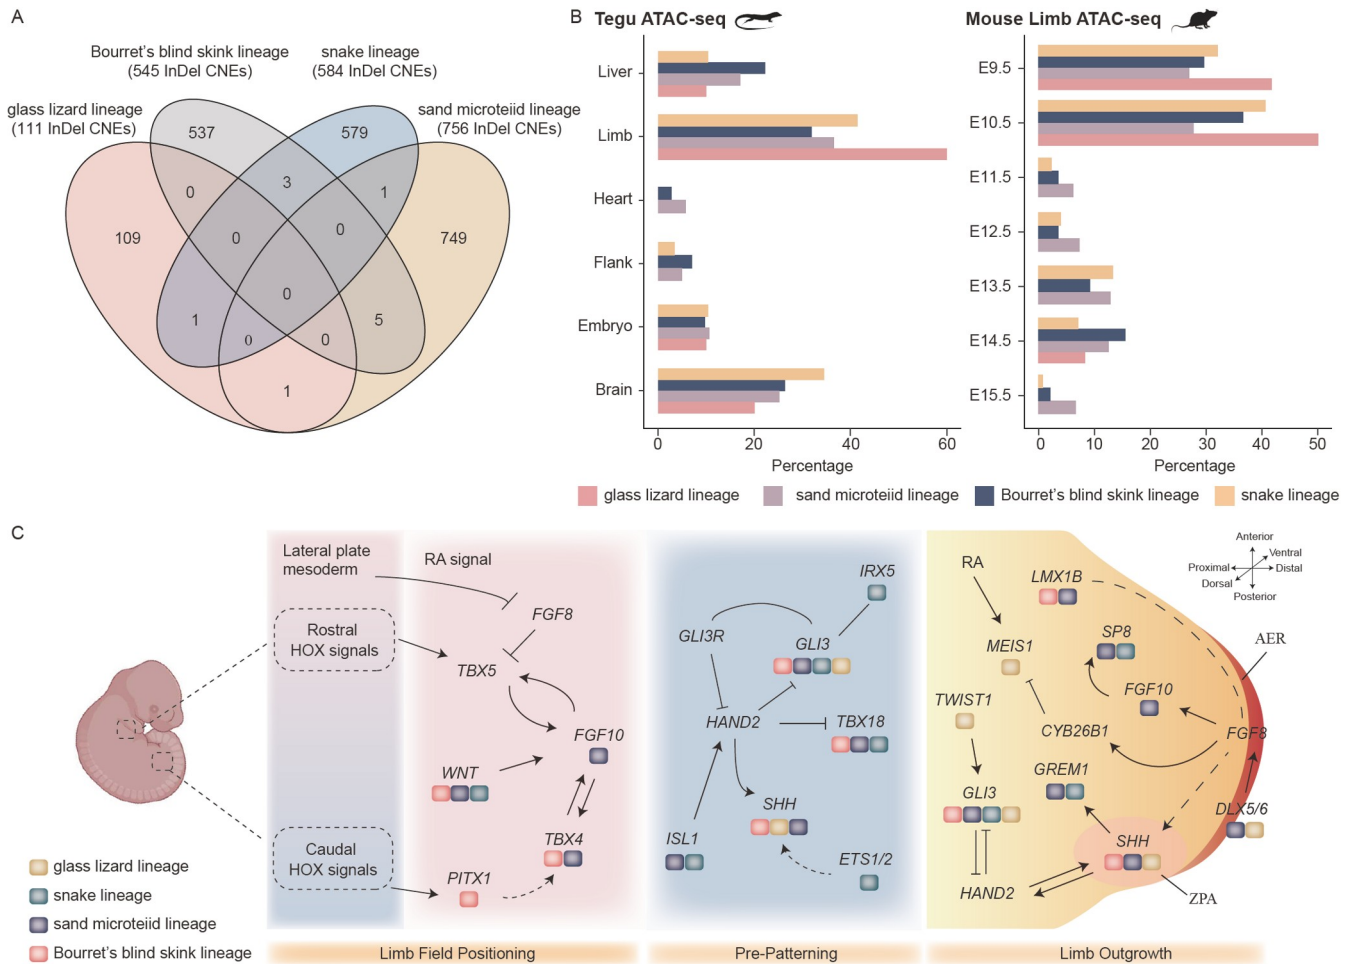 A
Bourret's blind skink lineage
(545 InDel CNEs)
snake lineage
(584 InDel CNEs)
glass lizard lineage
(111 InDel CNEs)
sand microteiid lineage
(756 InDel CNEs)
537
579
0
3
1
109
0
0
749
0
1
0
0
5
1
B
Tegu ATAC-seq
Liver
Limb
Heart
Flank
Embryo
Brain
0
20
40
60
Percentage
Mouse Limb ATAC-seq
E9.5
E10.5
E11.5
E12.5
E13.5
E14.5
E15.5
0
10
20
30
40
50
Percentage
glass lizard lineage
sand microteiid lineage
Bourret's blind skink lineage
snake lineage
C
Lateral plate
mesoderm
RA signal
Rostral
HOX signals
FGF8
TBX5
FGF10
WNT
TBX4
Caudal
HOX signals
PITX1
Limb Field Positioning
IRX5
GLI3R
GLI3
HAND2
TBX18
SHH
ISL1
ETS1/2
Pre-Patterning
RA
LMX1B
MEIS1
SP8
TWIST1
FGF10
CYB26B1
FGF8
GREM1
GLI3
DLX5/6
SHH
HAND2
ZPA
AER
Anterior
Ventral
Proximal
Distal
Dorsal
Posterior
Limb Outgrowth
glass lizard lineage
snake lineage
sand microteiid lineage
Bourret's blind skink lineage